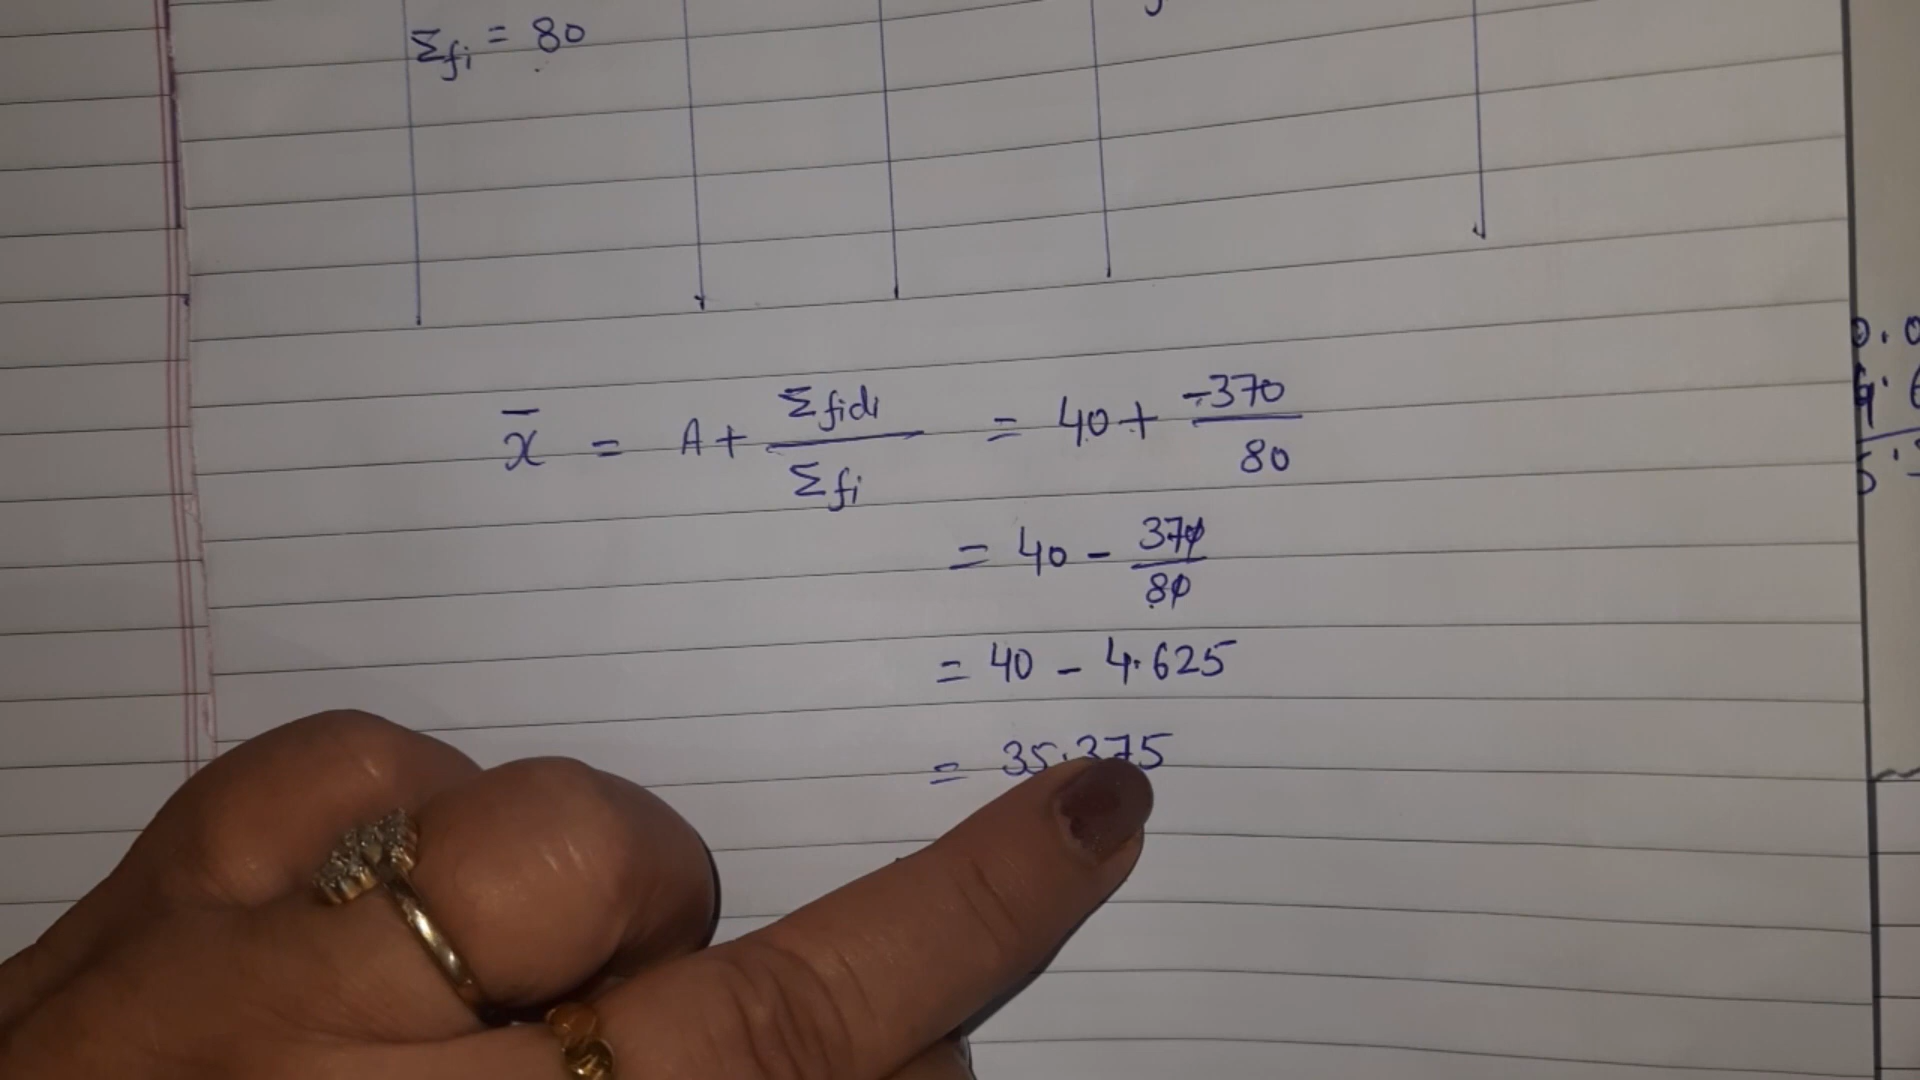 Σfi = 80
x̄ = A + Σfidi / Σfi = 40 + -370 / 80
= 40 - 370 / 80
= 40 - 4.625
= 35.375